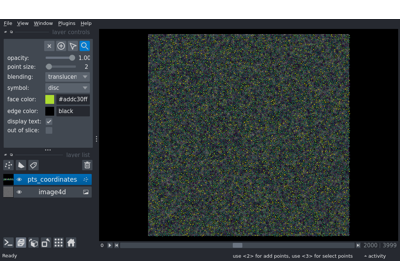 File View Window Plugins Help
layer controls
opacity: 1.00
point size: 2
blending: translucen
symbol: disc
face color: #addc30ff
edge color: black
display text:
out of slice:
layer list
pts_coordinates
image4d
0 2000 3999
Ready use <2> for add points, use <3> for select points activity